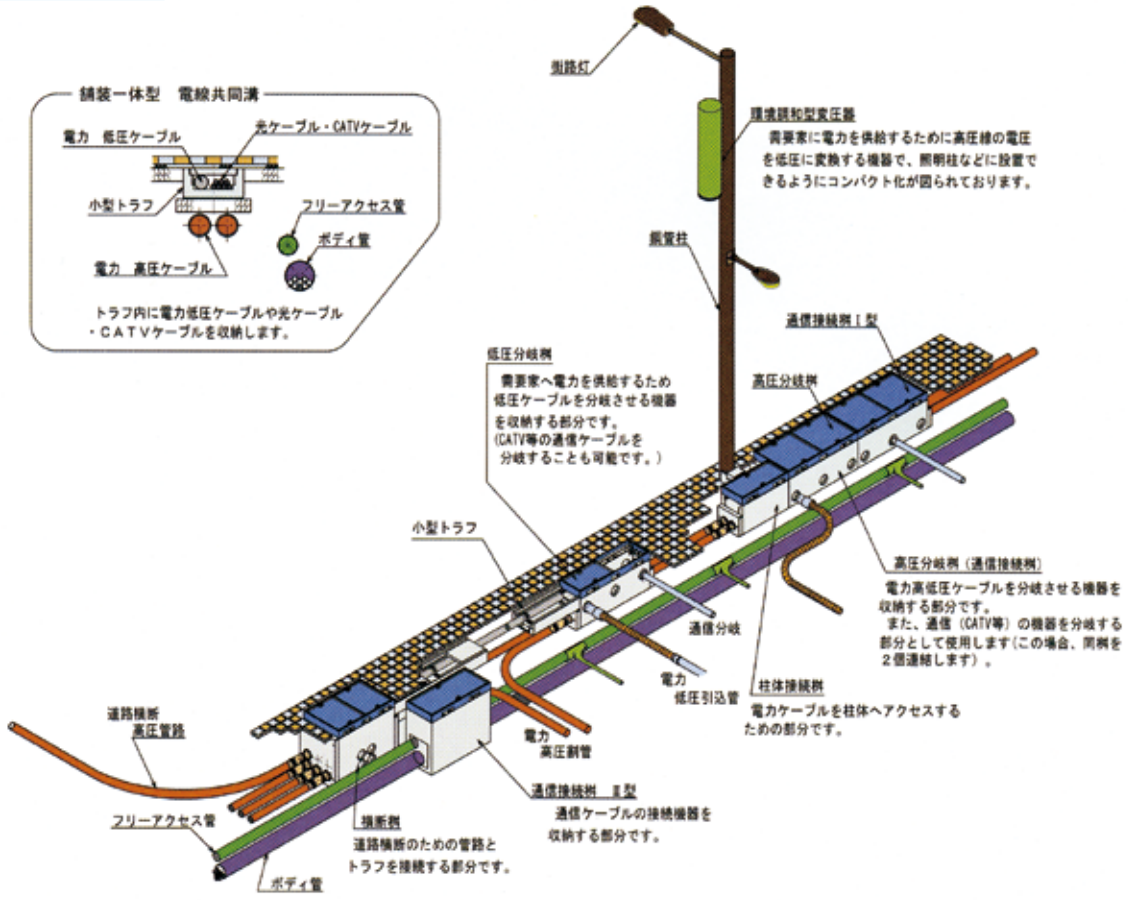 舗装一体型 電線共同溝
電力 低圧ケーブル
光ケーブル・CATVケーブル
小型トラフ
フリーアクセス管
ボディ管
電力 高圧ケーブル
トラフ内に電力低圧ケーブルや光ケーブル
・CATVケーブルを収納します。
街路灯
環境調和型変圧器
需要家に電力を供給するために高圧線の電圧
を低圧に変換する機器で、照明柱などに設置で
きるようにコンパクト化が図られております。
鋼管柱
通信接続桝Ⅰ型
高圧分岐桝
低圧分岐桝
需要家へ電力を供給するため
低圧ケーブルを分岐させる機器
を収納する部分です。
(CATV等の通信ケーブルを
分岐することも可能です。)
小型トラフ
高圧分岐桝(通信接続桝)
電力高低圧ケーブルを分岐させる機器を
収納する部分です。
また、通信(CATV等)の機器を分岐する
部分として使用します(この場合、同桝を
2個連結します)。
通信分岐
電力
低圧引込管
柱体接続桝
電力ケーブルを柱体へアクセスする
ための部分です。
道路横断
高圧管路
電力
高圧割管
通信接続桝 Ⅱ型
通信ケーブルの接続機器を
収納する部分です。
フリーアクセス管
横断桝
道路横断のための管路と
トラフを接続する部分です。
ボディ管